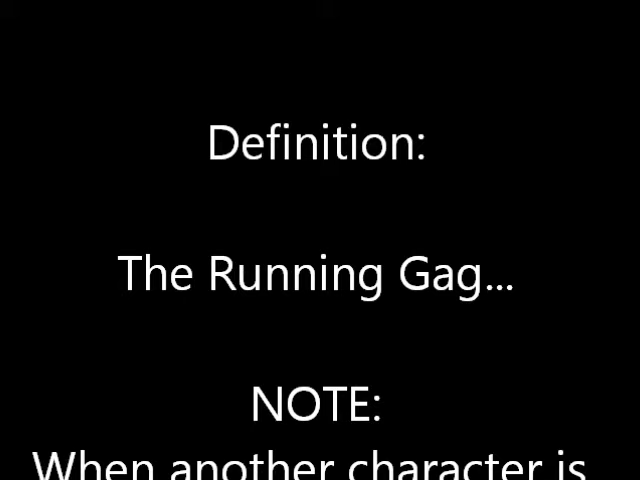 Definition:
The Running Gag...
NOTE:
When another character is